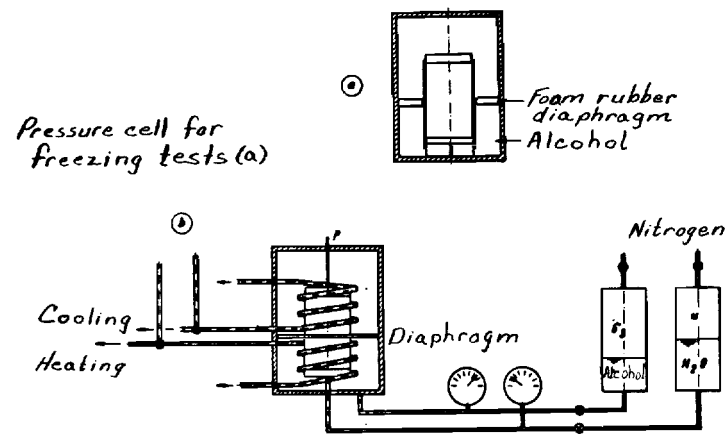 a
Foam rubber
diaphragm
Alcohol
Pressure cell for
freezing tests (a)
b
P
Nitrogen
Cooling
Heating
Diaphragm
Alcohol
u
H2O